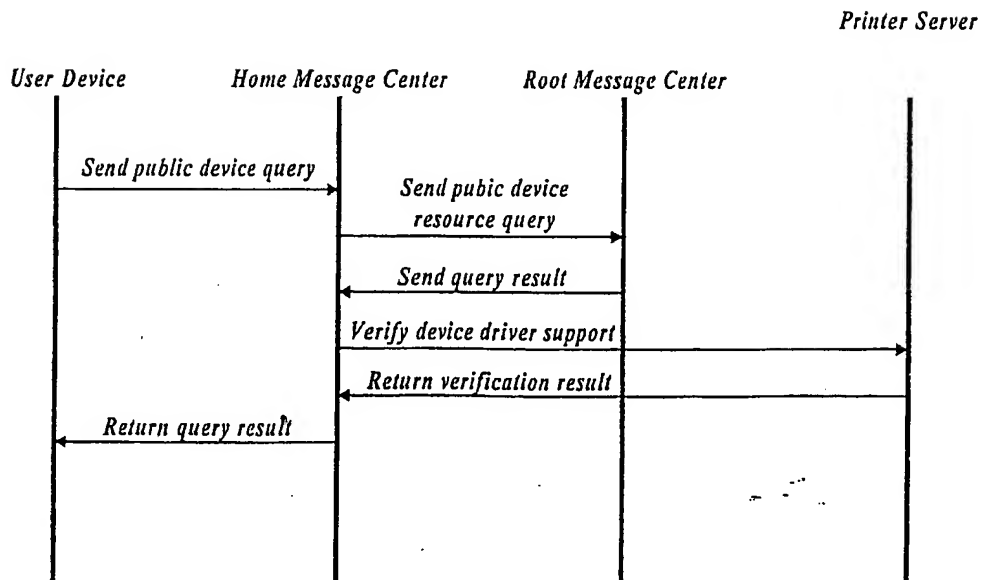 Printer Server
User Device
Home Message Center
Root Message Center
Send public device query
Send pubic device
resource query
Send query result
Verify device driver support
Return verification result
Return query result